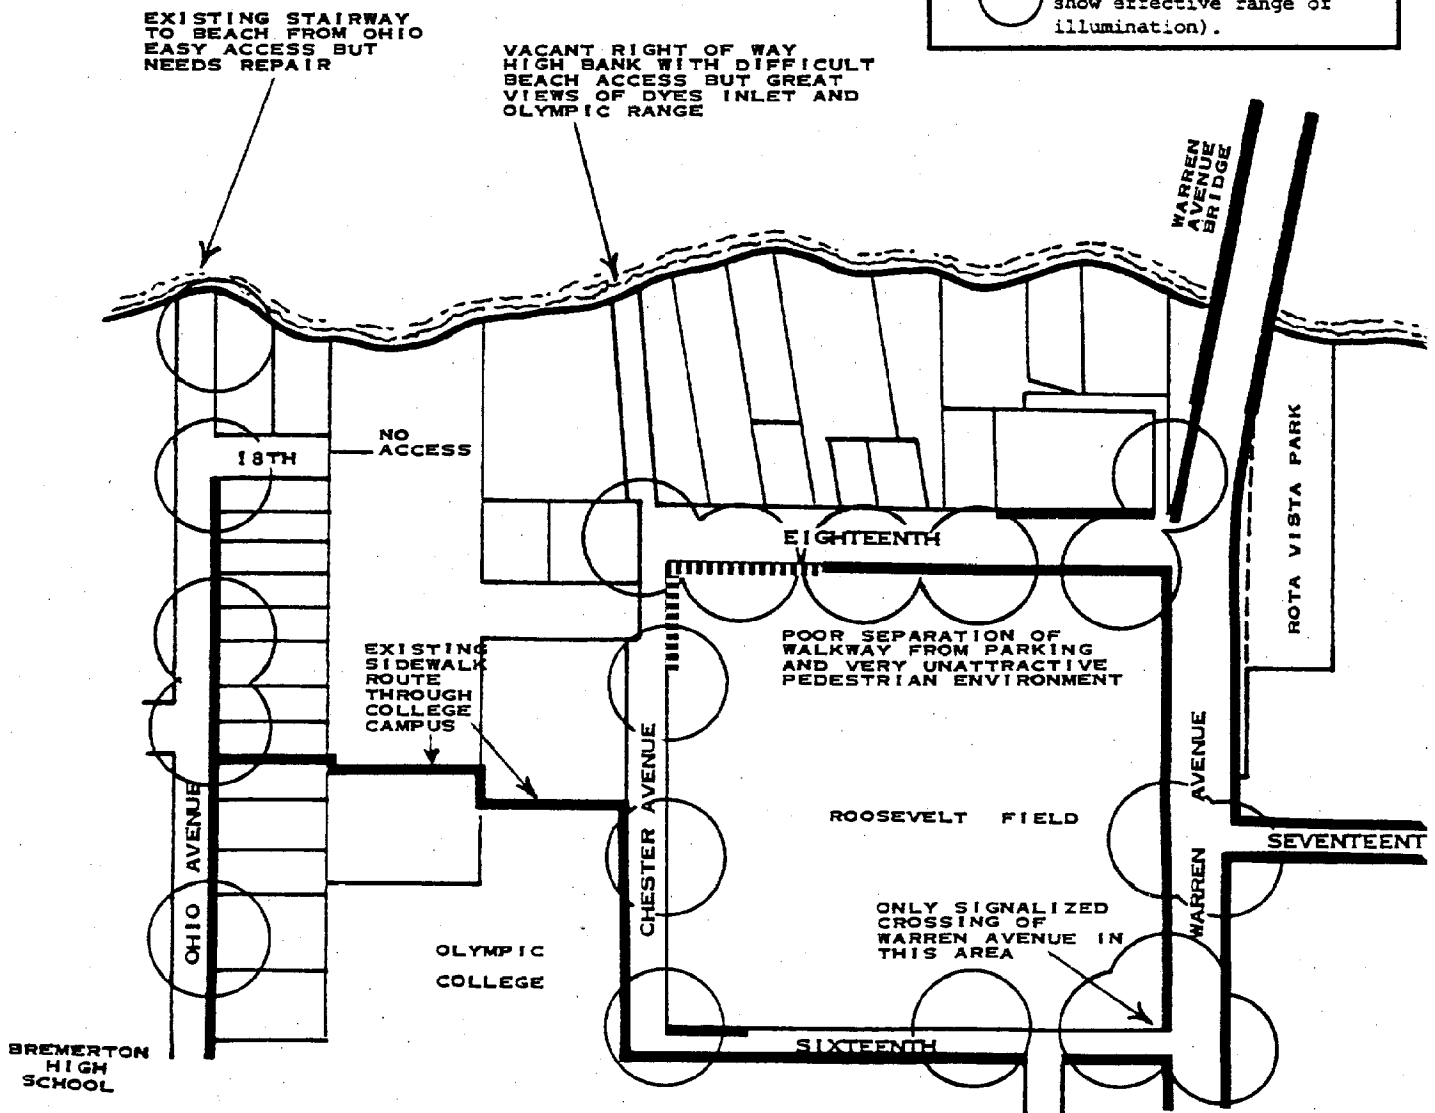 show effective range of
illumination).
EXISTING STAIRWAY
TO BEACH FROM OHIO
EASY ACCESS BUT
NEEDS REPAIR
VACANT RIGHT OF WAY
HIGH BANK WITH DIFFICULT
BEACH ACCESS BUT GREAT
VIEWS OF DYES INLET AND
OLYMPIC RANGE
WARREN
AVENUE
BRIDGE
NO
ACCESS
18TH
EIGHTEENTH
ROTA VISTA PARK
POOR SEPARATION OF
WALKWAY FROM PARKING
AND VERY UNATTRACTIVE
PEDESTRIAN ENVIRONMENT
EXISTING
SIDEWALK
ROUTE
THROUGH
COLLEGE
CAMPUS
CHESTER AVENUE
OHIO AVENUE
WARREN AVENUE
ROOSEVELT FIELD
SEVENTEENT
ONLY SIGNALIZED
CROSSING OF
WARREN AVENUE IN
THIS AREA
OLYMPIC
COLLEGE
SIXTEENTH
BREMERTON
HIGH
SCHOOL